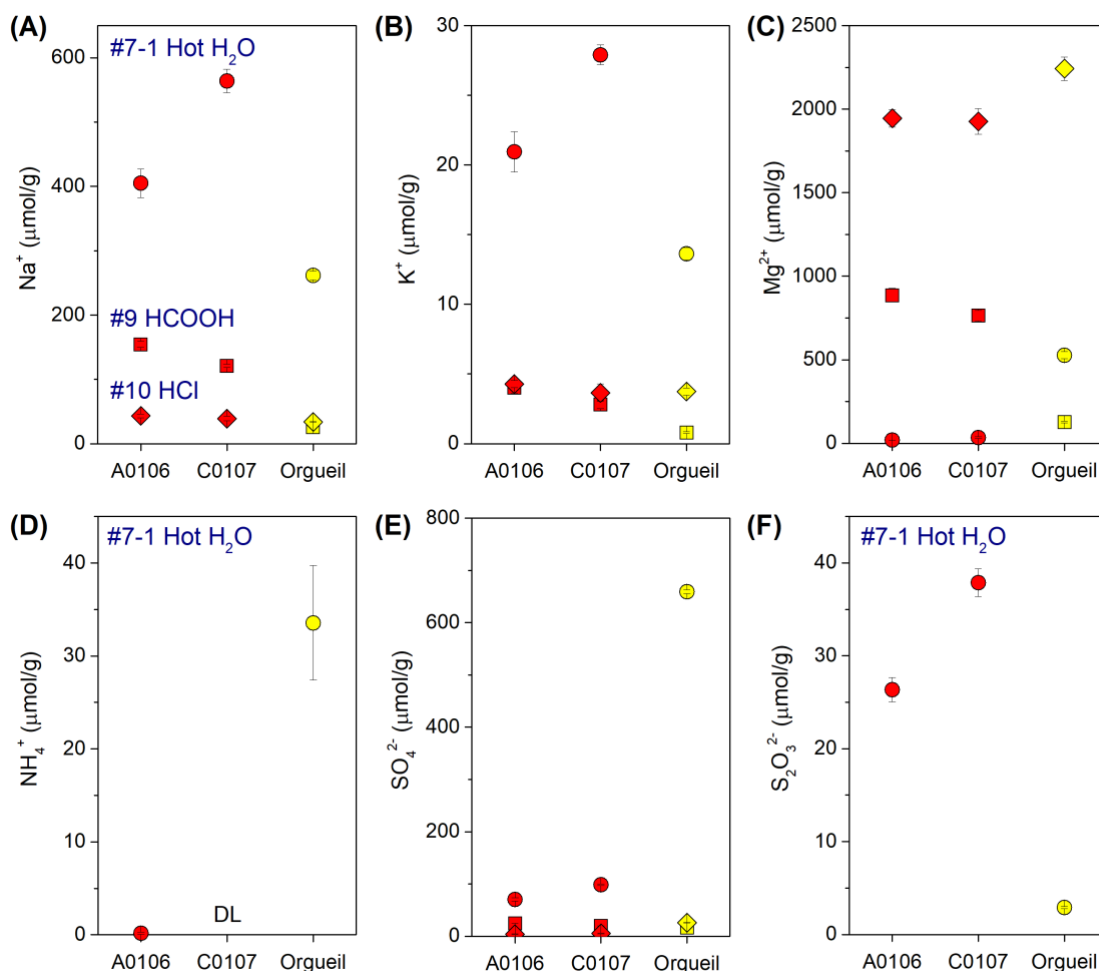 (A)
#7-1 Hot H₂O
#9 HCOOH
#10 HCl
Na⁺ (μmol/g)
600
400
200
0
A0106 C0107 Orgueil
(B)
K⁺ (μmol/g)
30
20
10
0
A0106 C0107 Orgueil
(C)
Mg²⁺ (μmol/g)
2500
2000
1500
1000
500
0
A0106 C0107 Orgueil
(D)
#7-1 Hot H₂O
NH₄⁺ (μmol/g)
40
30
20
10
0
DL
A0106 C0107 Orgueil
(E)
SO₄²⁻ (μmol/g)
800
600
400
200
0
A0106 C0107 Orgueil
(F)
#7-1 Hot H₂O
S₂O₃²⁻ (μmol/g)
40
30
20
10
0
A0106 C0107 Orgueil